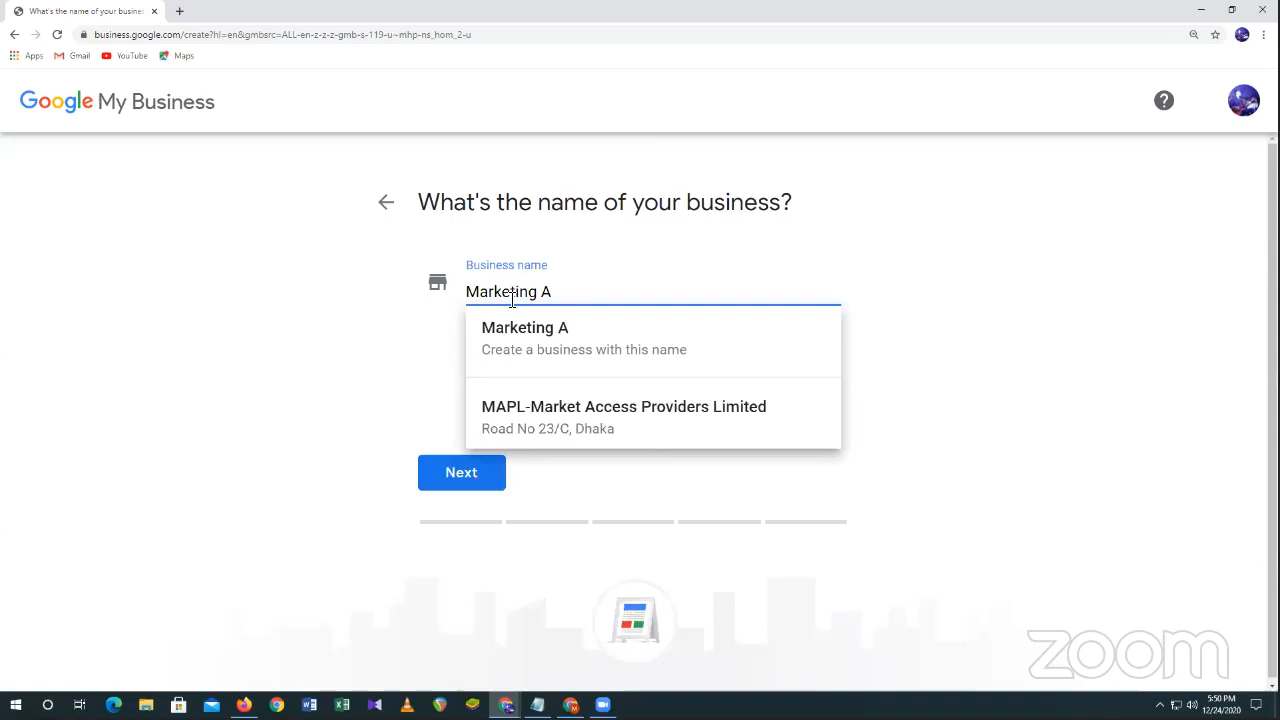 What's the name of your busine:
business.google.com/create?hl=en&gmbsrc=ALL-en-z-z-z-gmb-s-119-u~mhp-ns_hom_2-u
Apps Gmail YouTube Maps
Google My Business
What's the name of your business?
Business name
Marketing A
Marketing A
Create a business with this name
MAPL-Market Access Providers Limited
Road No 23/C, Dhaka
Next
zoom
5:50 PM
12/24/2020